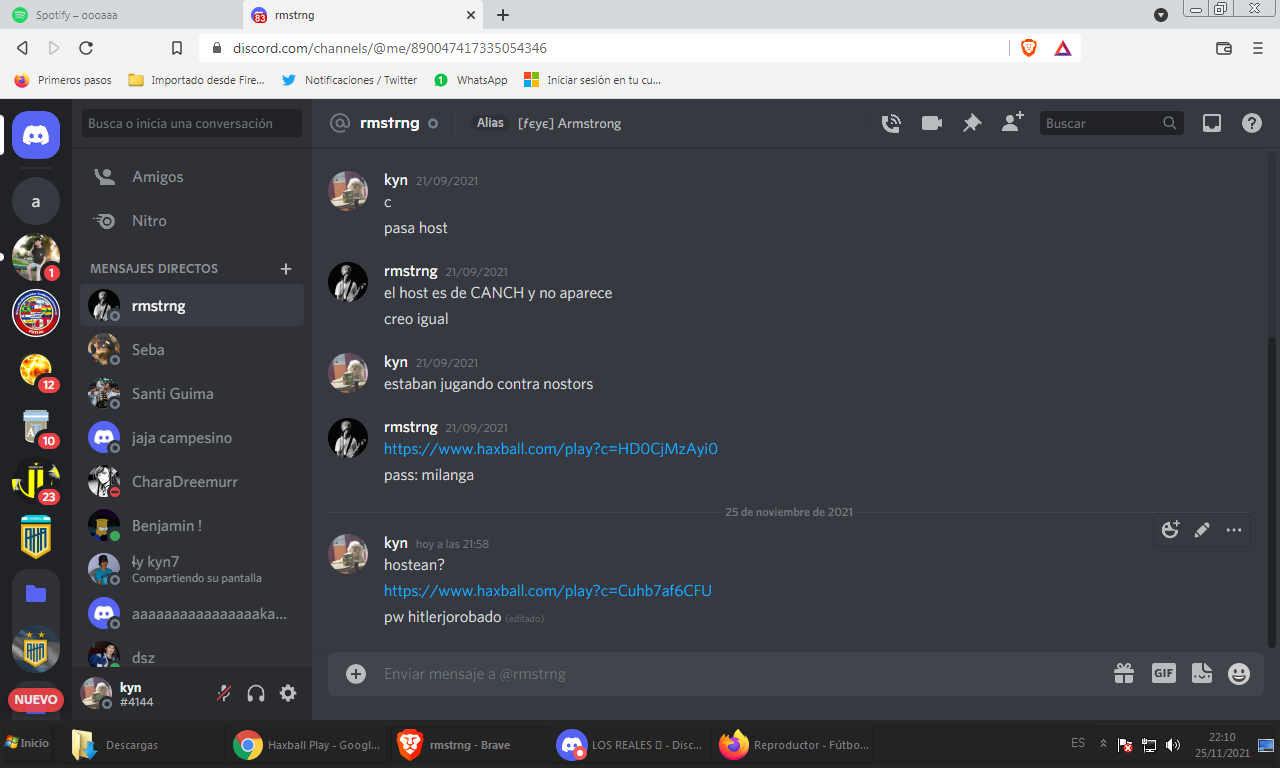 Spotify – oooaaa
83
rmstrng
discord.com/channels/@me/890047417335054346
Primeros pasos
Importado desde Fire...
Notificaciones / Twitter
1
WhatsApp
Iniciar sesión en tu cu...
Busca o inicia una conversación
@
rmstrng
Alias
[fєyє] Armstrong
Buscar
Amigos
Nitro
MENSAJES DIRECTOS
rmstrng
Seba
Santi Guima
jaja campesino
CharaDreemurr
Benjamin !
ly kyn7
Compartiendo su pantalla
aaaaaaaaaaaaaaaaka...
dsz
a
1
12
10
23
NUEVO
kyn
#4144
kyn 21/09/2021
c
pasa host
rmstrng 21/09/2021
el host es de CANCH y no aparece
creo igual
kyn 21/09/2021
estaban jugando contra nostors
rmstrng 21/09/2021
https://www.haxball.com/play?c=HD0CjMzAyi0
pass: milanga
25 de noviembre de 2021
kyn hoy a las 21:58
hostean?
https://www.haxball.com/play?c=Cuhb7af6CFU
pw hitlerjorobado (editado)
Enviar mensaje a @rmstrng
GIF
Inicio
Descargas
Haxball Play - Googl...
rmstrng - Brave
LOS REALES - Disc...
Reproductor - Fútbo...
ES
22:10
25/11/2021